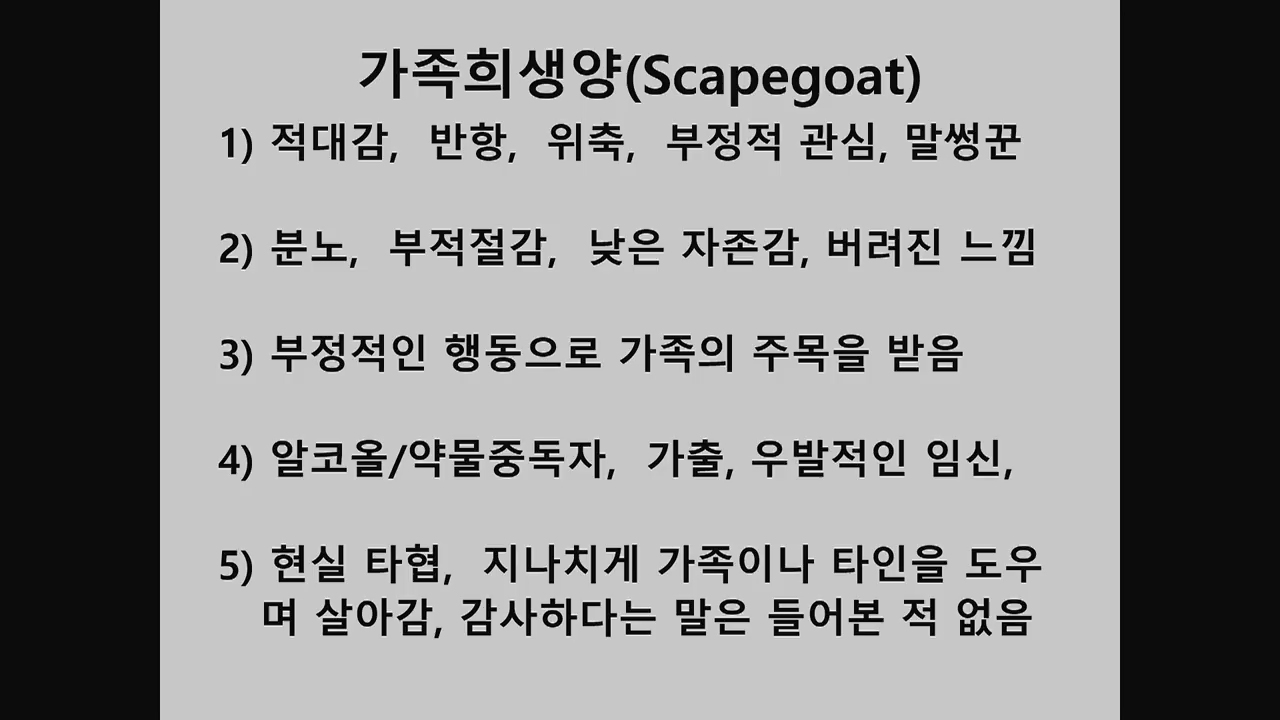 가족희생양(Scapegoat)
1) 적대감, 반항, 위축, 부정적 관심, 말썽꾼
2) 분노, 부적절감, 낮은 자존감, 버려진 느낌
3) 부정적인 행동으로 가족의 주목을 받음
4) 알코올/약물중독자, 가출, 우발적인 임신,
5) 현실 타협, 지나치게 가족이나 타인을 도우
며 살아감, 감사하다는 말은 들어본 적 없음